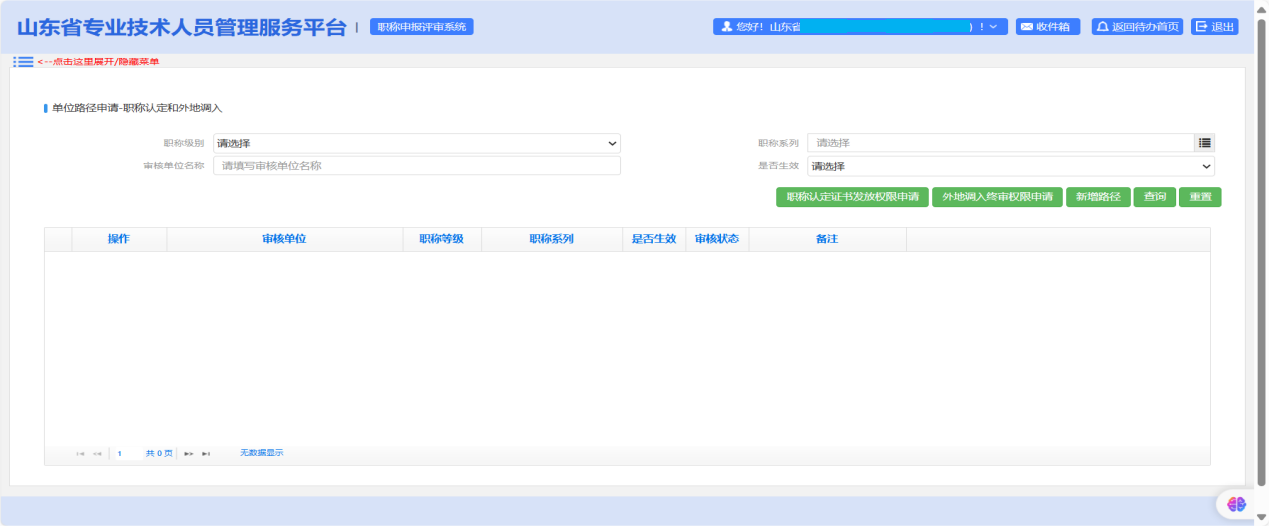 山东省专业技术人员管理服务平台 | 职称申报评审系统 您好！山东省 ) ！ 收件箱 返回待办首页 退出
<--点击这里展开/隐藏菜单
单位路径申请-职称认定和外地调入
职称级别 请选择 职称系列 请选择
审核单位名称 请填写审核单位名称 是否生效 请选择
职称认定证书发放权限申请 外地调入终审权限申请 新增路径 查询 重置
操作 审核单位 职称等级 职称系列 是否生效 审核状态 备注
1 共 0 页 无数据显示